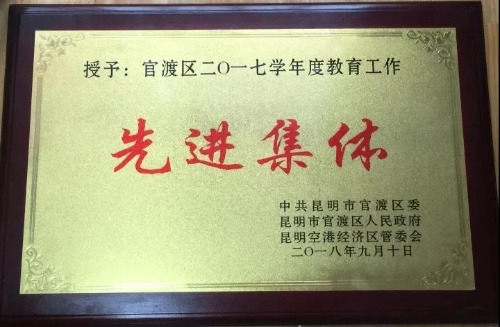 授予：官渡区二〇一七学年度教育工作
先进集体
中共昆明市官渡区委
昆明市官渡区人民政府
昆明空港经济区管委会
二〇一八年九月十日